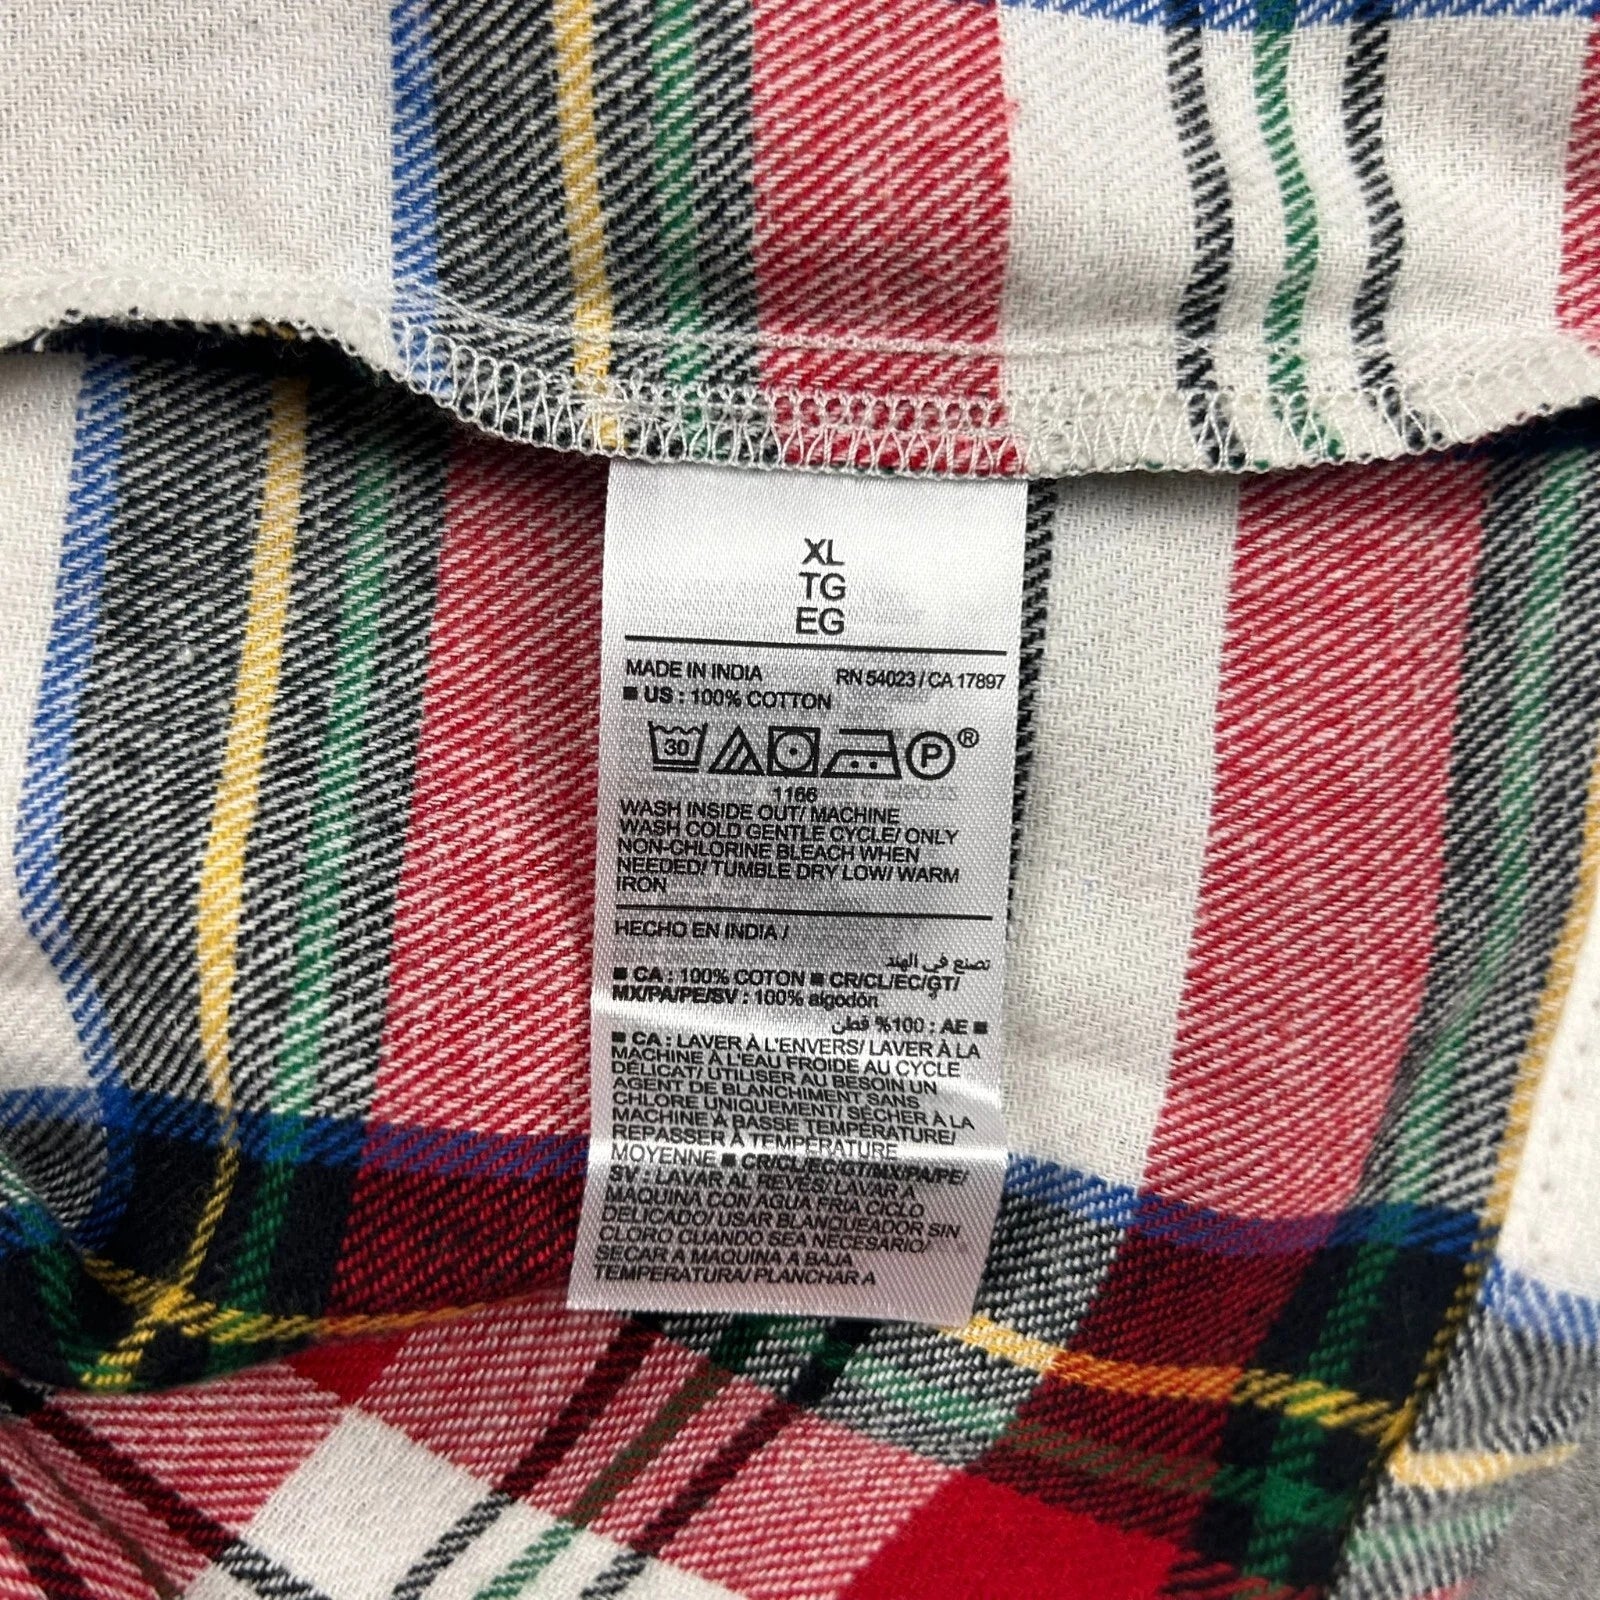 XL
TG
EG
MADE IN INDIA RN 54023 / CA 17897
■ US : 100% COTTON
30 P ®
1166
WASH INSIDE OUT/ MACHINE
WASH COLD GENTLE CYCLE/ ONLY
NON-CHLORINE BLEACH WHEN
NEEDED/ TUMBLE DRY LOW/ WARM
IRON
HECHO EN INDIA /
تصنع في الهند
■ CA : 100% COTON ■ CR/CL/EC/GT/
MX/PA/PE/SV : 100% algodón
■ AE : 100% قطن
■ CA : LAVER À L'ENVERS/ LAVER À LA
MACHINE À L'EAU FROIDE AU CYCLE
DÉLICAT/ UTILISER AU BESOIN UN
AGENT DE BLANCHIMENT SANS
CHLORE UNIQUEMENT/ SÉCHER À LA
MACHINE À BASSE TEMPÉRATURE/
REPASSER À TEMPÉRATURE
MOYENNE ■ CR/CL/EC/GT/MX/PA/PE/
SV : LAVAR AL REVÉS/ LAVAR A
MAQUINA CON AGUA FRIA CICLO
DELICADO/ USAR BLANQUEADOR SIN
CLORO CUANDO SEA NECESARIO/
SECAR A MAQUINA A BAJA
TEMPERATURA/ PLANCHAR A